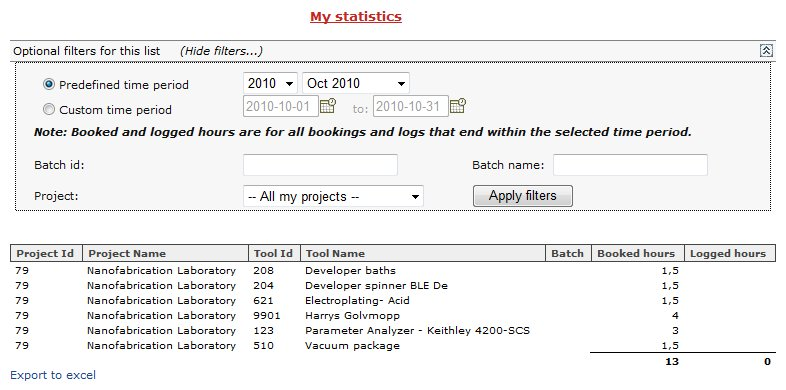 My statistics
Optional filters for this list (Hide filters...)
Predefined time period 2010 Oct 2010
Custom time period 2010-10-01 to: 2010-10-31
Note: Booked and logged hours are for all bookings and logs that end within the selected time period.
Batch id: Batch name:
Project: -- All my projects -- Apply filters
Project Id Project Name Tool Id Tool Name Batch Booked hours Logged hours
79 Nanofabrication Laboratory 208 Developer baths 1,5
79 Nanofabrication Laboratory 204 Developer spinner BLE De 1,5
79 Nanofabrication Laboratory 621 Electroplating- Acid 1,5
79 Nanofabrication Laboratory 9901 Harrys Golvmopp 4
79 Nanofabrication Laboratory 123 Parameter Analyzer - Keithley 4200-SCS 3
79 Nanofabrication Laboratory 510 Vacuum package 1,5
13 0
Export to excel